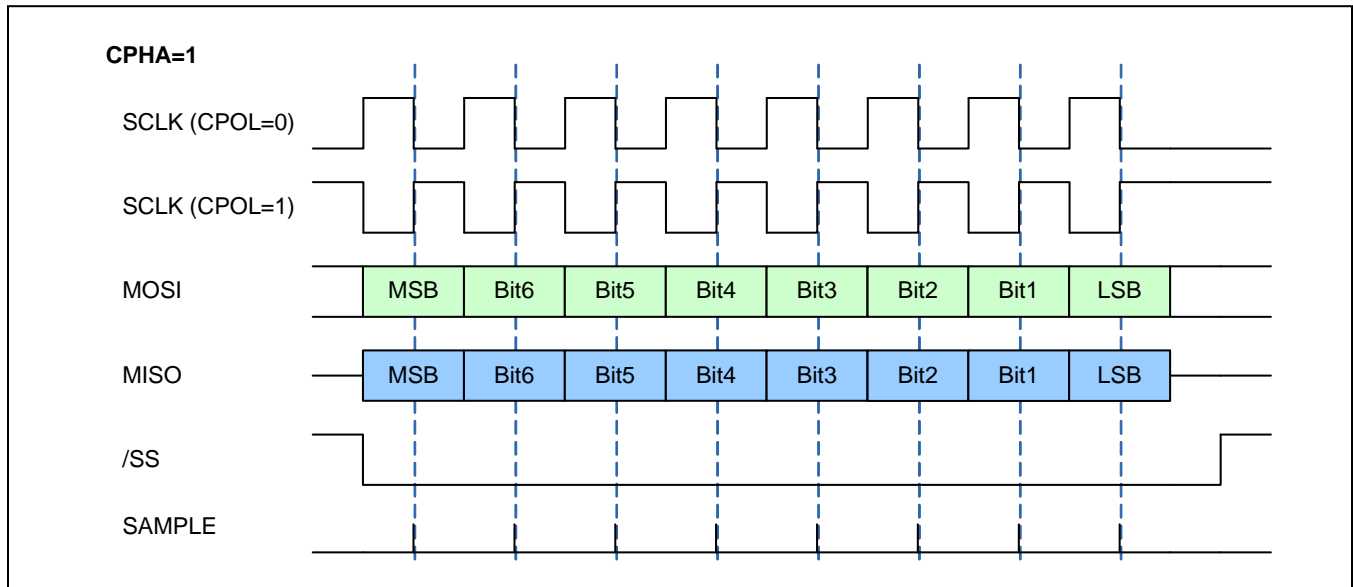 CPHA=1
SCLK (CPOL=0)
SCLK (CPOL=1)
MOSI MSB Bit6 Bit5 Bit4 Bit3 Bit2 Bit1 LSB
MISO MSB Bit6 Bit5 Bit4 Bit3 Bit2 Bit1 LSB
/SS
SAMPLE